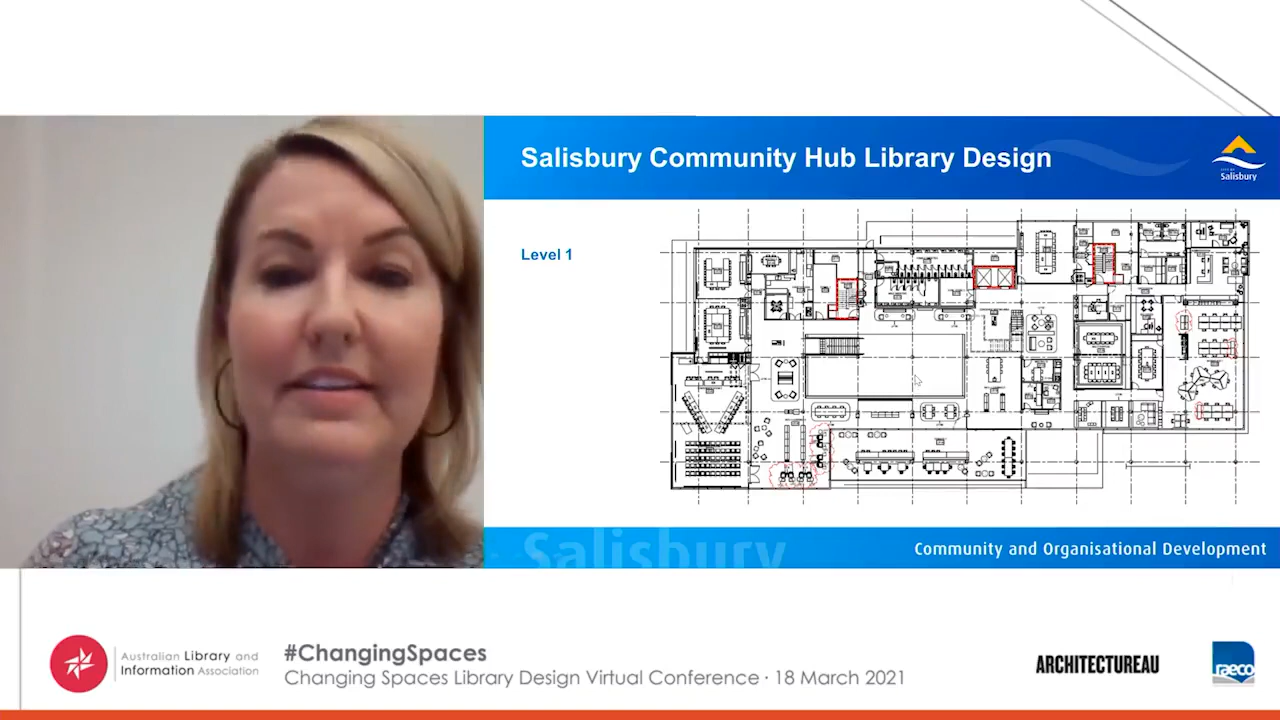 Salisbury Community Hub Library Design
Salisbury
Level 1
Salisbury
Community and Organisational Development
Australian Library and
Information Association
#ChangingSpaces
Changing Spaces Library Design Virtual Conference · 18 March 2021
ARCHITECTUREAU
raeco